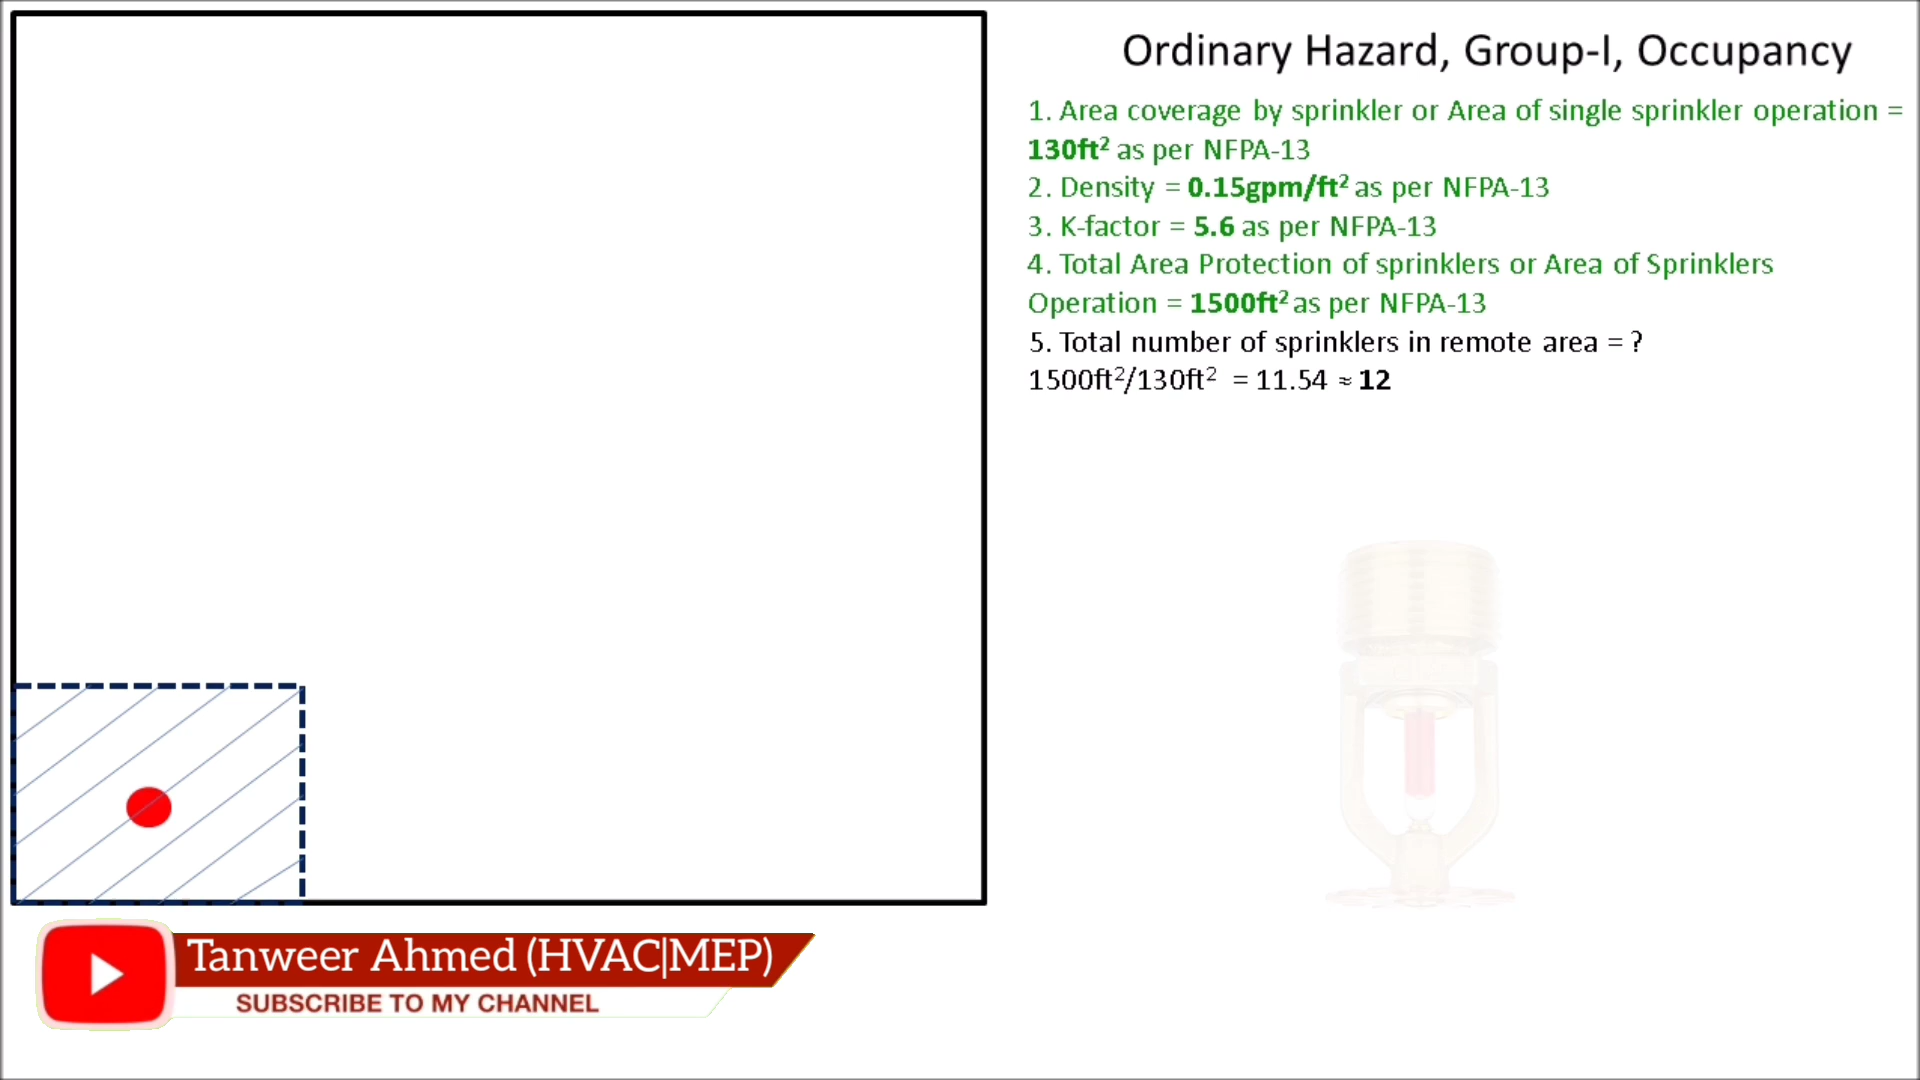 Ordinary Hazard, Group-I, Occupancy
1. Area coverage by sprinkler or Area of single sprinkler operation =
130ft² as per NFPA-13
2. Density = 0.15gpm/ft² as per NFPA-13
3. K-factor = 5.6 as per NFPA-13
4. Total Area Protection of sprinklers or Area of Sprinklers
Operation = 1500ft² as per NFPA-13
5. Total number of sprinklers in remote area = ?
1500ft²/130ft² = 11.54 ≈ 12
Tanweer Ahmed (HVAC|MEP)
SUBSCRIBE TO MY CHANNEL